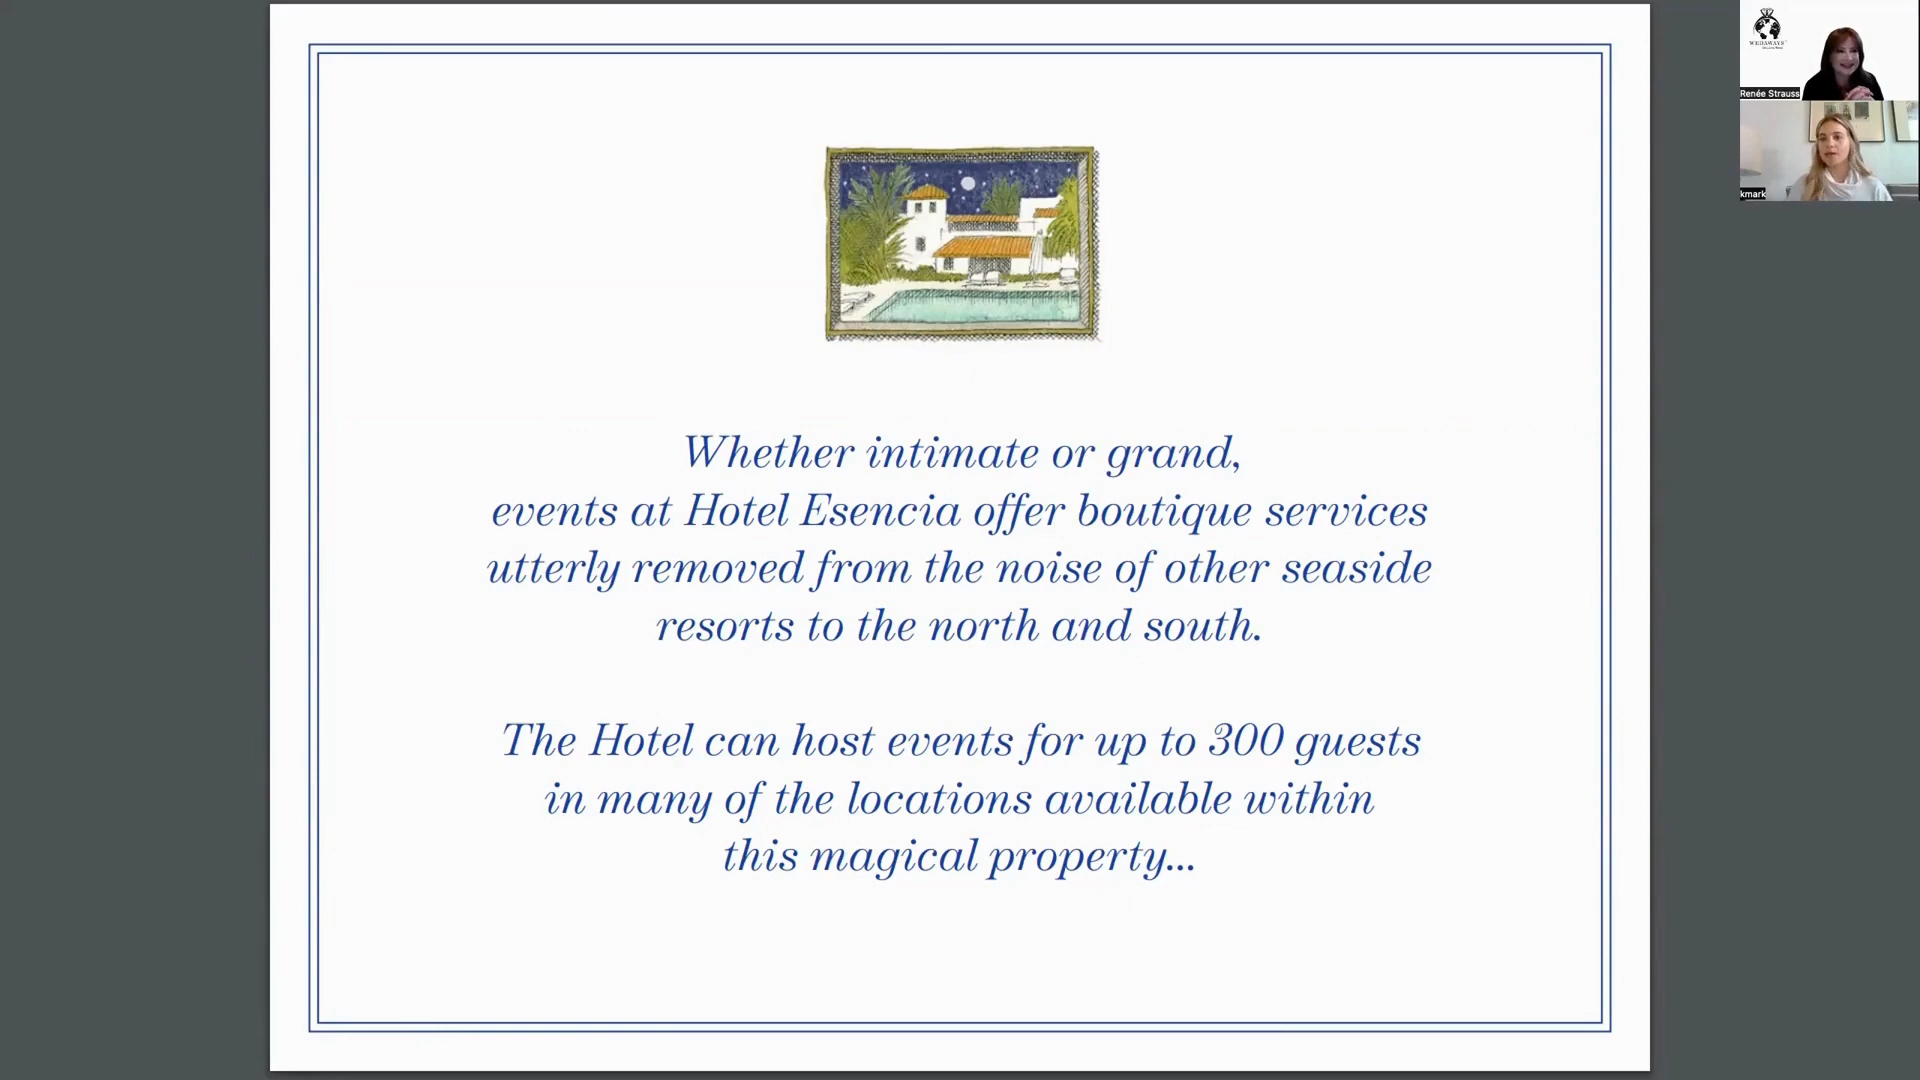 WEDAWAYS
Renée Strauss
kmark
Whether intimate or grand,
events at Hotel Esencia offer boutique services
utterly removed from the noise of other seaside
resorts to the north and south.
The Hotel can host events for up to 300 guests
in many of the locations available within
this magical property...